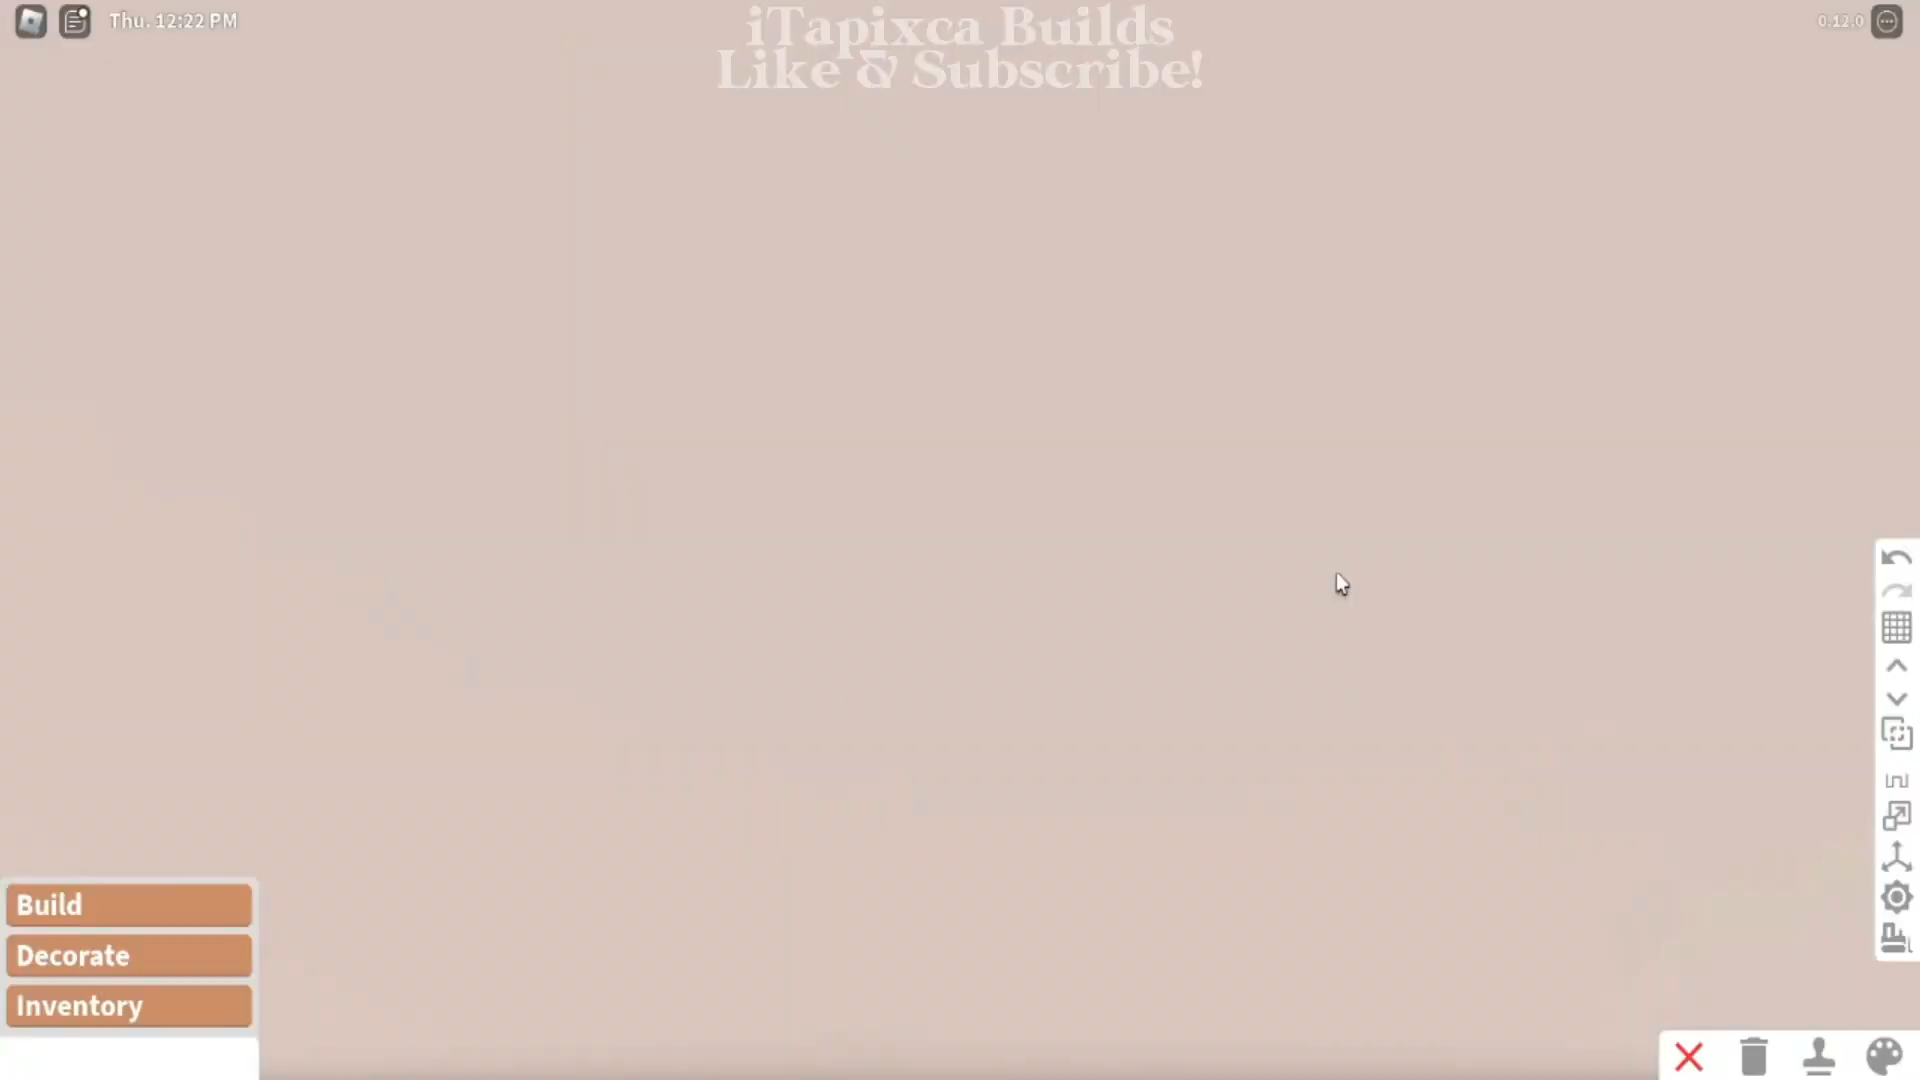 Thu. 12:22 PM
iTapixca Builds
Like & Subscribe!
0.12.0
Build
Decorate
Inventory